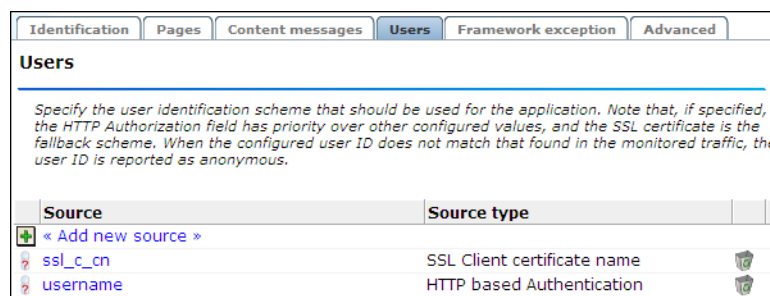 Identification Pages Content messages Users Framework exception Advanced
Users
Specify the user identification scheme that should be used for the application. Note that, if specified,
the HTTP Authorization field has priority over other configured values, and the SSL certificate is the
fallback scheme. When the configured user ID does not match that found in the monitored traffic, the
user ID is reported as anonymous.
Source Source type
« Add new source »
ssl_c_cn SSL Client certificate name
username HTTP based Authentication